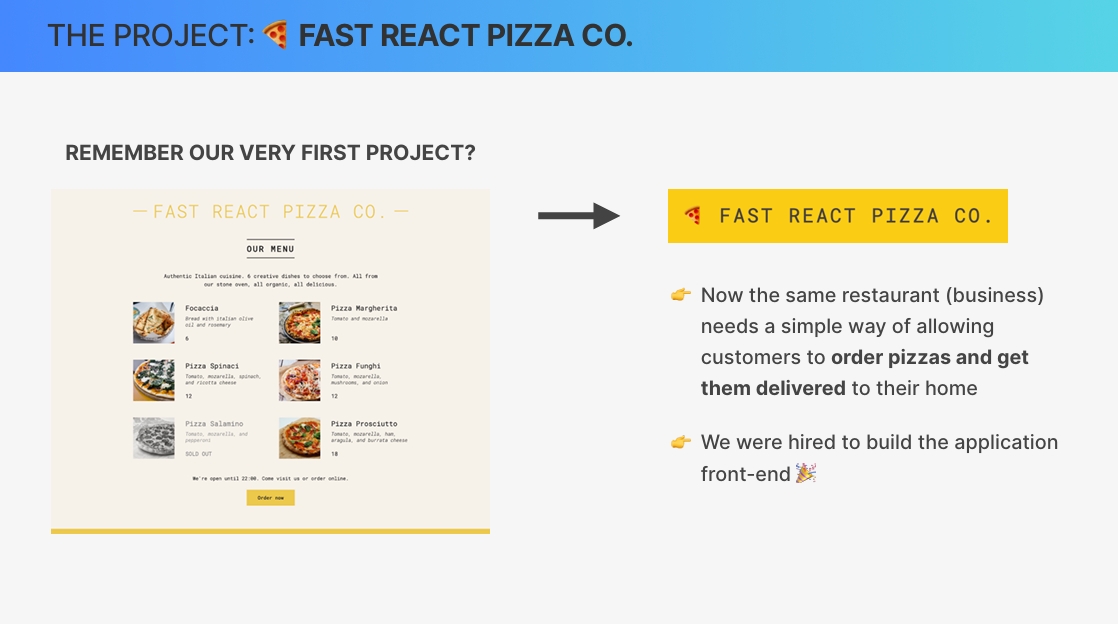 THE PROJECT: 🍕 FAST REACT PIZZA CO.
REMEMBER OUR VERY FIRST PROJECT?
— FAST REACT PIZZA CO. —
OUR MENU
Authentic Italian cuisine. 6 creative dishes to choose from. All from
our stone oven, all organic, all delicious.
Focaccia
Bread with italian olive
oil and rosemary
6
Pizza Margherita
Tomato and mozarella
10
Pizza Spinaci
Tomato, mozarella, spinach,
and ricotta cheese
12
Pizza Funghi
Tomato, mozarella,
mushrooms, and onion
12
Pizza Salamino
Tomato, mozarella, and
pepperoni
SOLD OUT
Pizza Prosciutto
Tomato, mozarella, ham,
aragula, and burrata cheese
18
We're open until 22:00. Come visit us or order online.
Order now
🍕 FAST REACT PIZZA CO.
👉 Now the same restaurant (business)
needs a simple way of allowing
customers to order pizzas and get
them delivered to their home
👉 We were hired to build the application
front-end 🎉